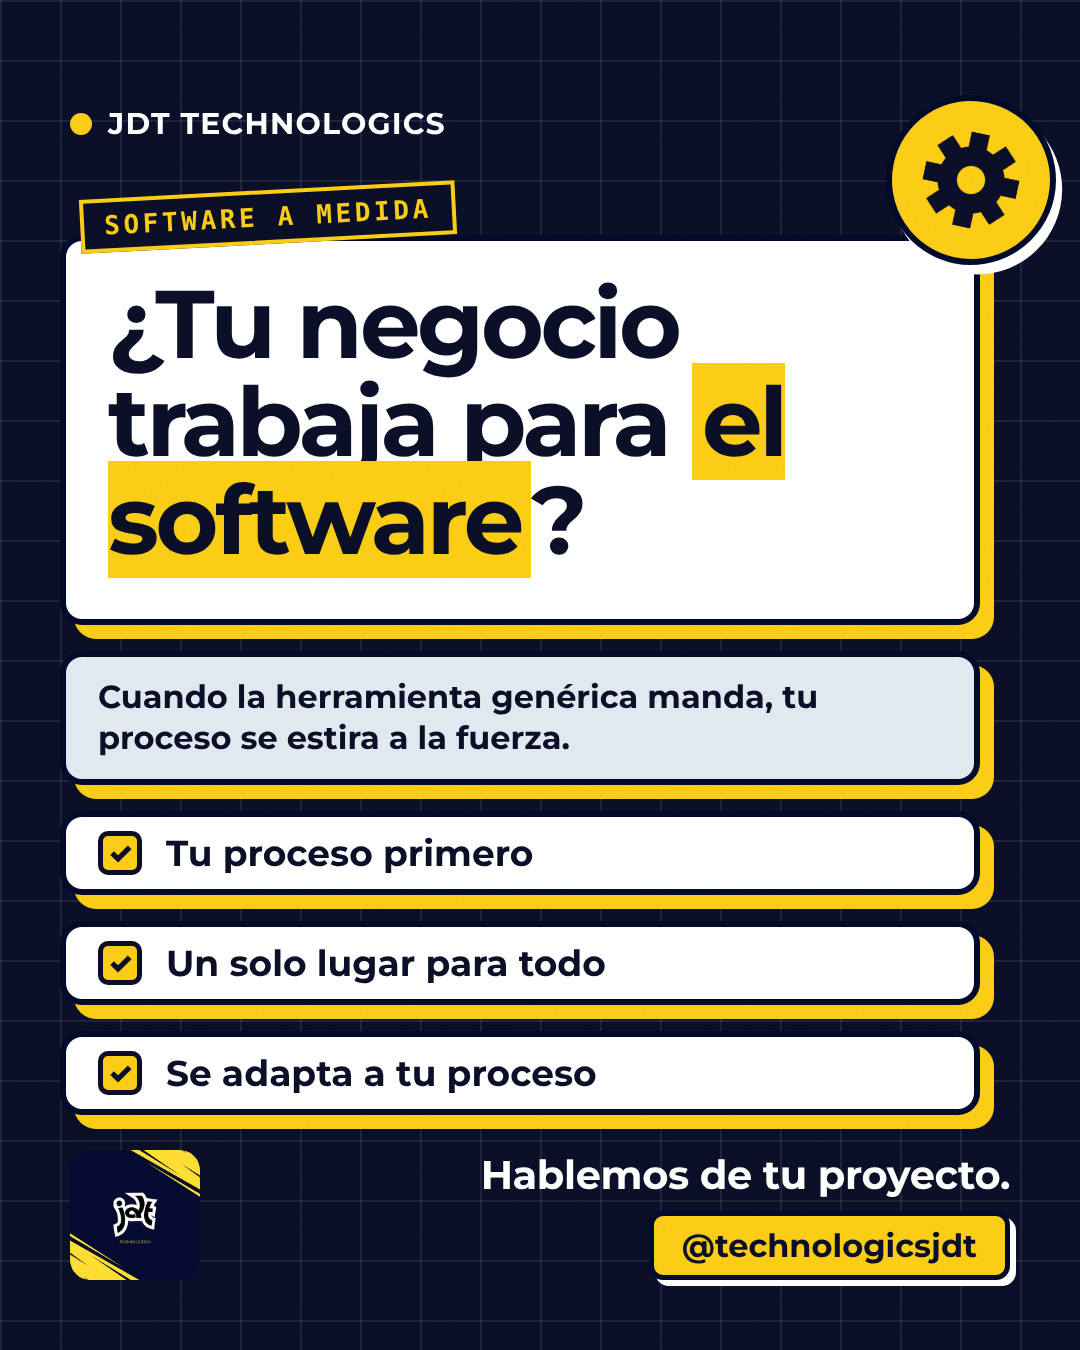 JDT TECHNOLOGICS
SOFTWARE A MEDIDA
¿Tu negocio
trabaja para el
software?
Cuando la herramienta genérica manda, tu
proceso se estira a la fuerza.
Tu proceso primero
Un solo lugar para todo
Se adapta a tu proceso
jdt
TECHNOLOGICS
Hablemos de tu proyecto.
@technologicsjdt